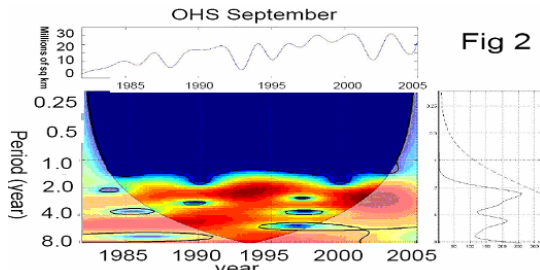 OHS September
Fig 2
Millions of sq km
30
20
10
0
1985 1990 1995 2000 2005
Period (year)
0.25
0.5
1.0
2.0
4.0
8.0
1985 1990 1995 2000 2005
year